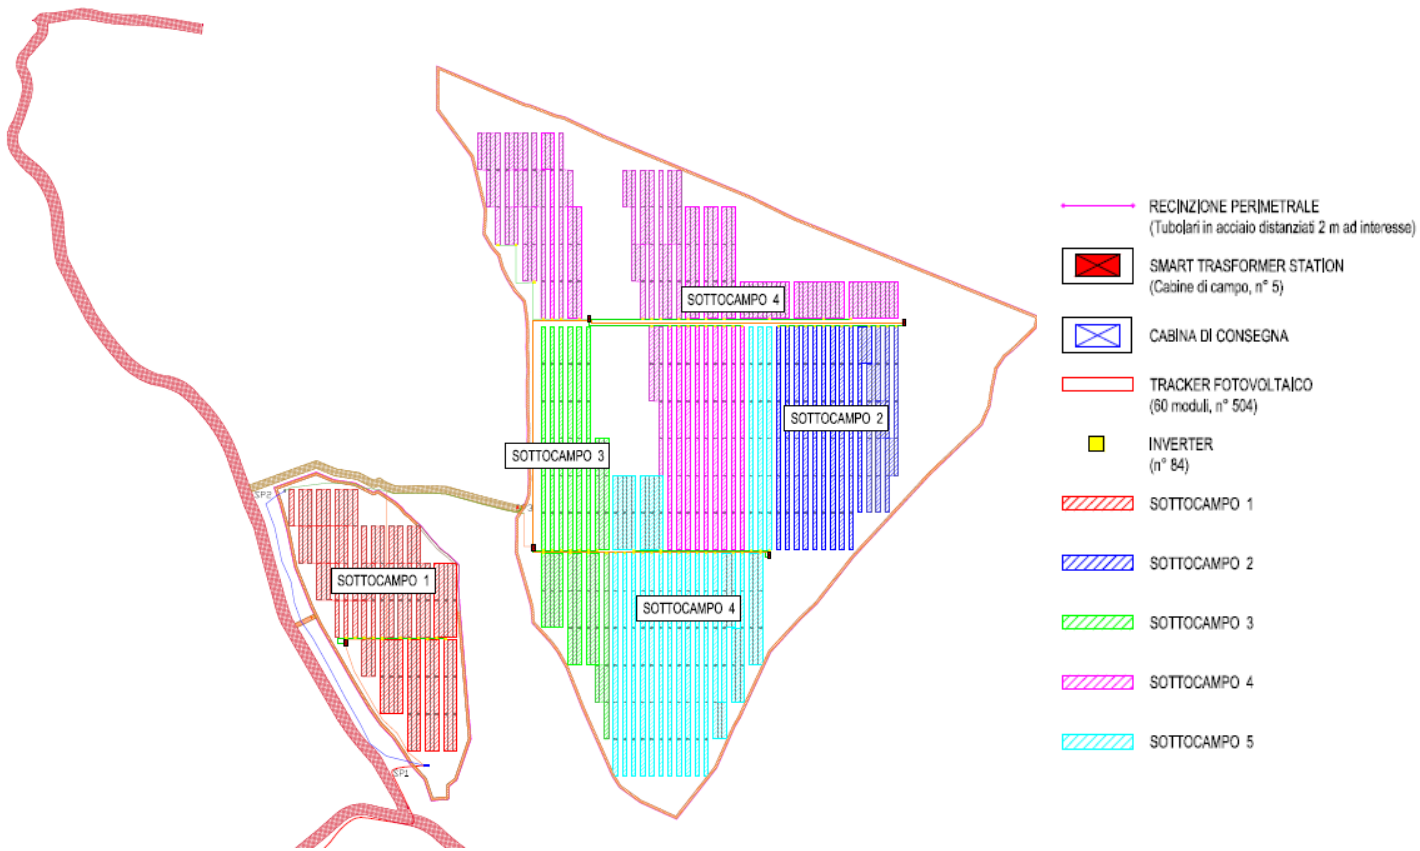 SOTTOCAMPO 4
SOTTOCAMPO 2
SOTTOCAMPO 3
SP2
SOTTOCAMPO 1
SOTTOCAMPO 4
SP1
RECINZIONE PERIMETRALE
(Tubolari in acciaio distanziati 2 m ad interesse)
SMART TRASFORMER STATION
(Cabine di campo, n° 5)
CABINA DI CONSEGNA
TRACKER FOTOVOLTAICO
(60 moduli, n° 504)
INVERTER
(n° 84)
SOTTOCAMPO 1
SOTTOCAMPO 2
SOTTOCAMPO 3
SOTTOCAMPO 4
SOTTOCAMPO 5